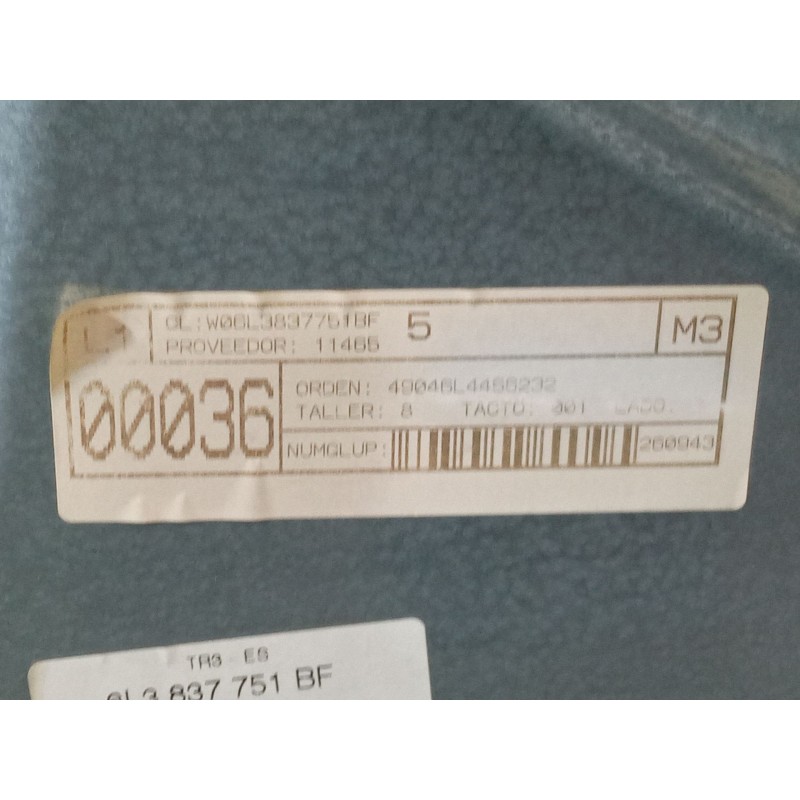 L1
GL:W06L3837751BF 5
M3
PROVEEDOR: 11465
00036
ORDEN: 49046L4456232
TALLER: 8 TACTO: 001 LADO:
NUMGLUP: 260943
TR3 - ES
6L3 837 751 BF